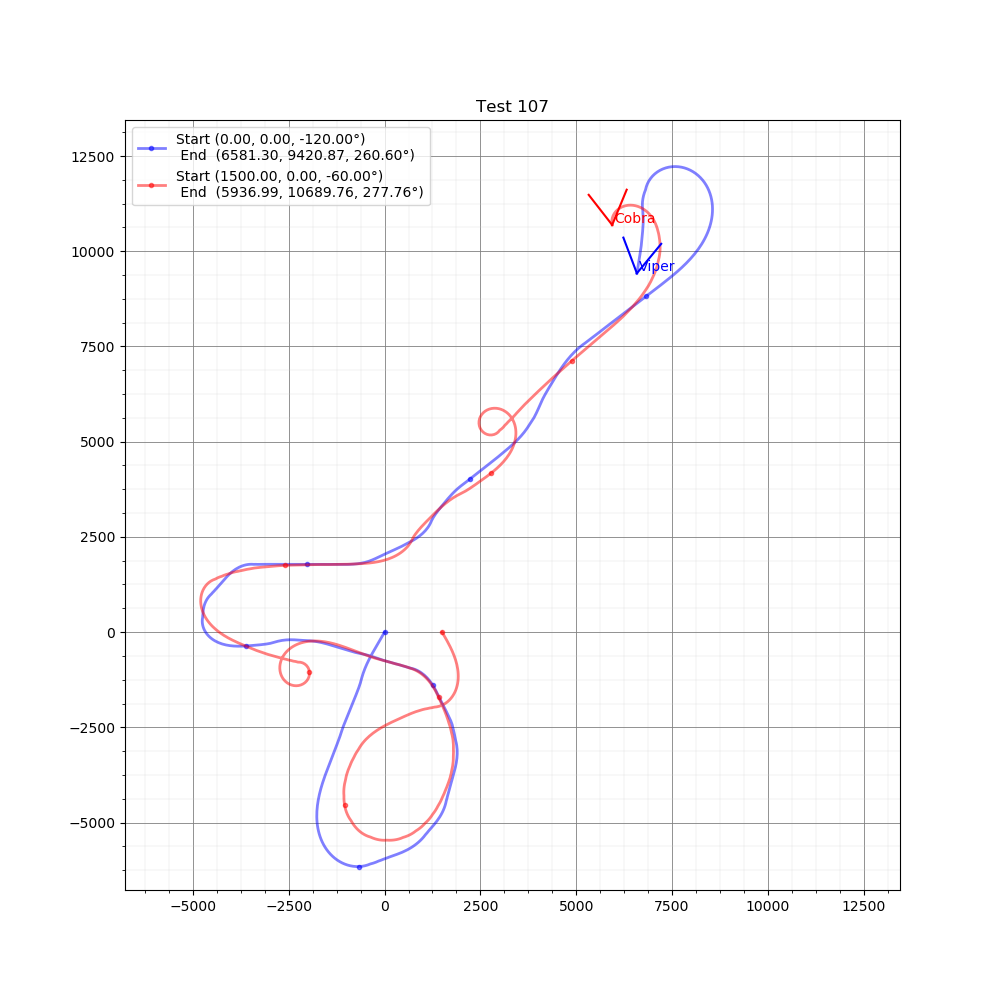 Test 107
Start (0.00, 0.00, -120.00°)
End  (6581.30, 9420.87, 260.60°)
Start (1500.00, 0.00, -60.00°)
End  (5936.99, 10689.76, 277.76°)
12500
10000
7500
5000
2500
0
−2500
−5000
Cobra
Viper
−5000 −2500 0 2500 5000 7500 10000 12500